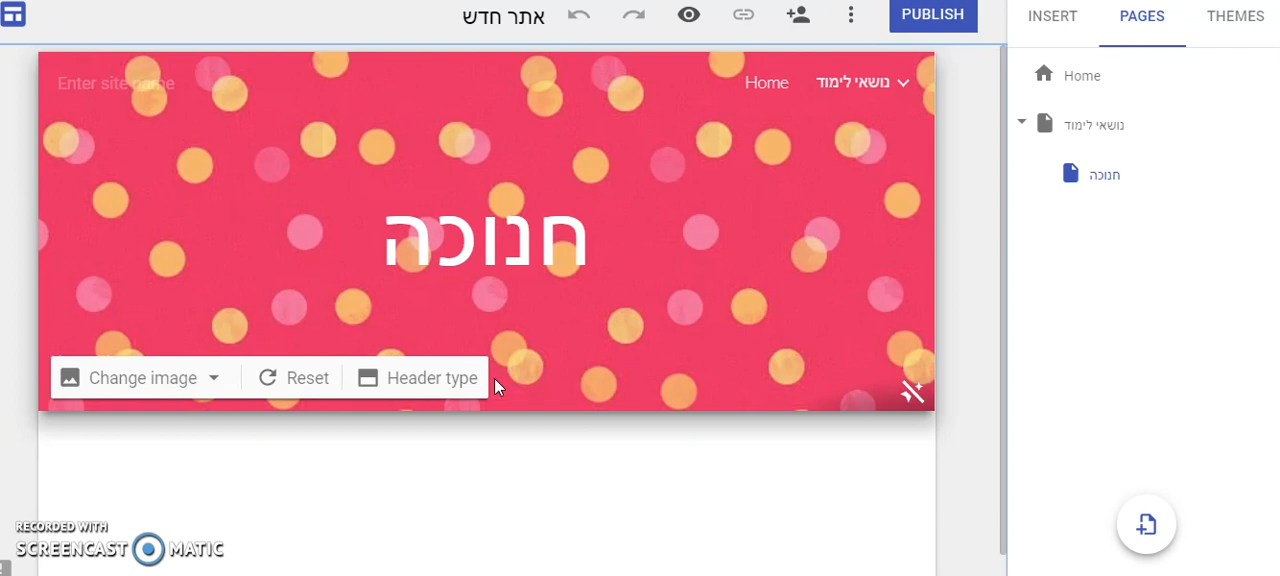 אתר חדש
PUBLISH
INSERT
PAGES
THEMES
Enter site name
Home
נושאי לימוד
חנוכה
Change image
Reset
Header type
Home
נושאי לימוד
חנוכה
RECORDED WITH
SCREENCAST MATIC